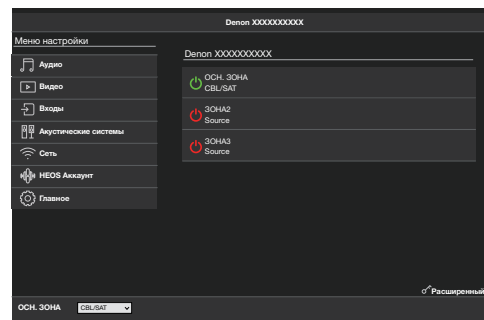 Denon XXXXXXXXXX
Меню настройки
Аудио
Видео
Входы
Акустические системы
Сеть
HEOS Аккаунт
Главное
Denon XXXXXXXXXX
ОСН. ЗОНА
CBL/SAT
ЗОНА2
Source
ЗОНА3
Source
Расширенный
ОСН. ЗОНА CBL/SAT